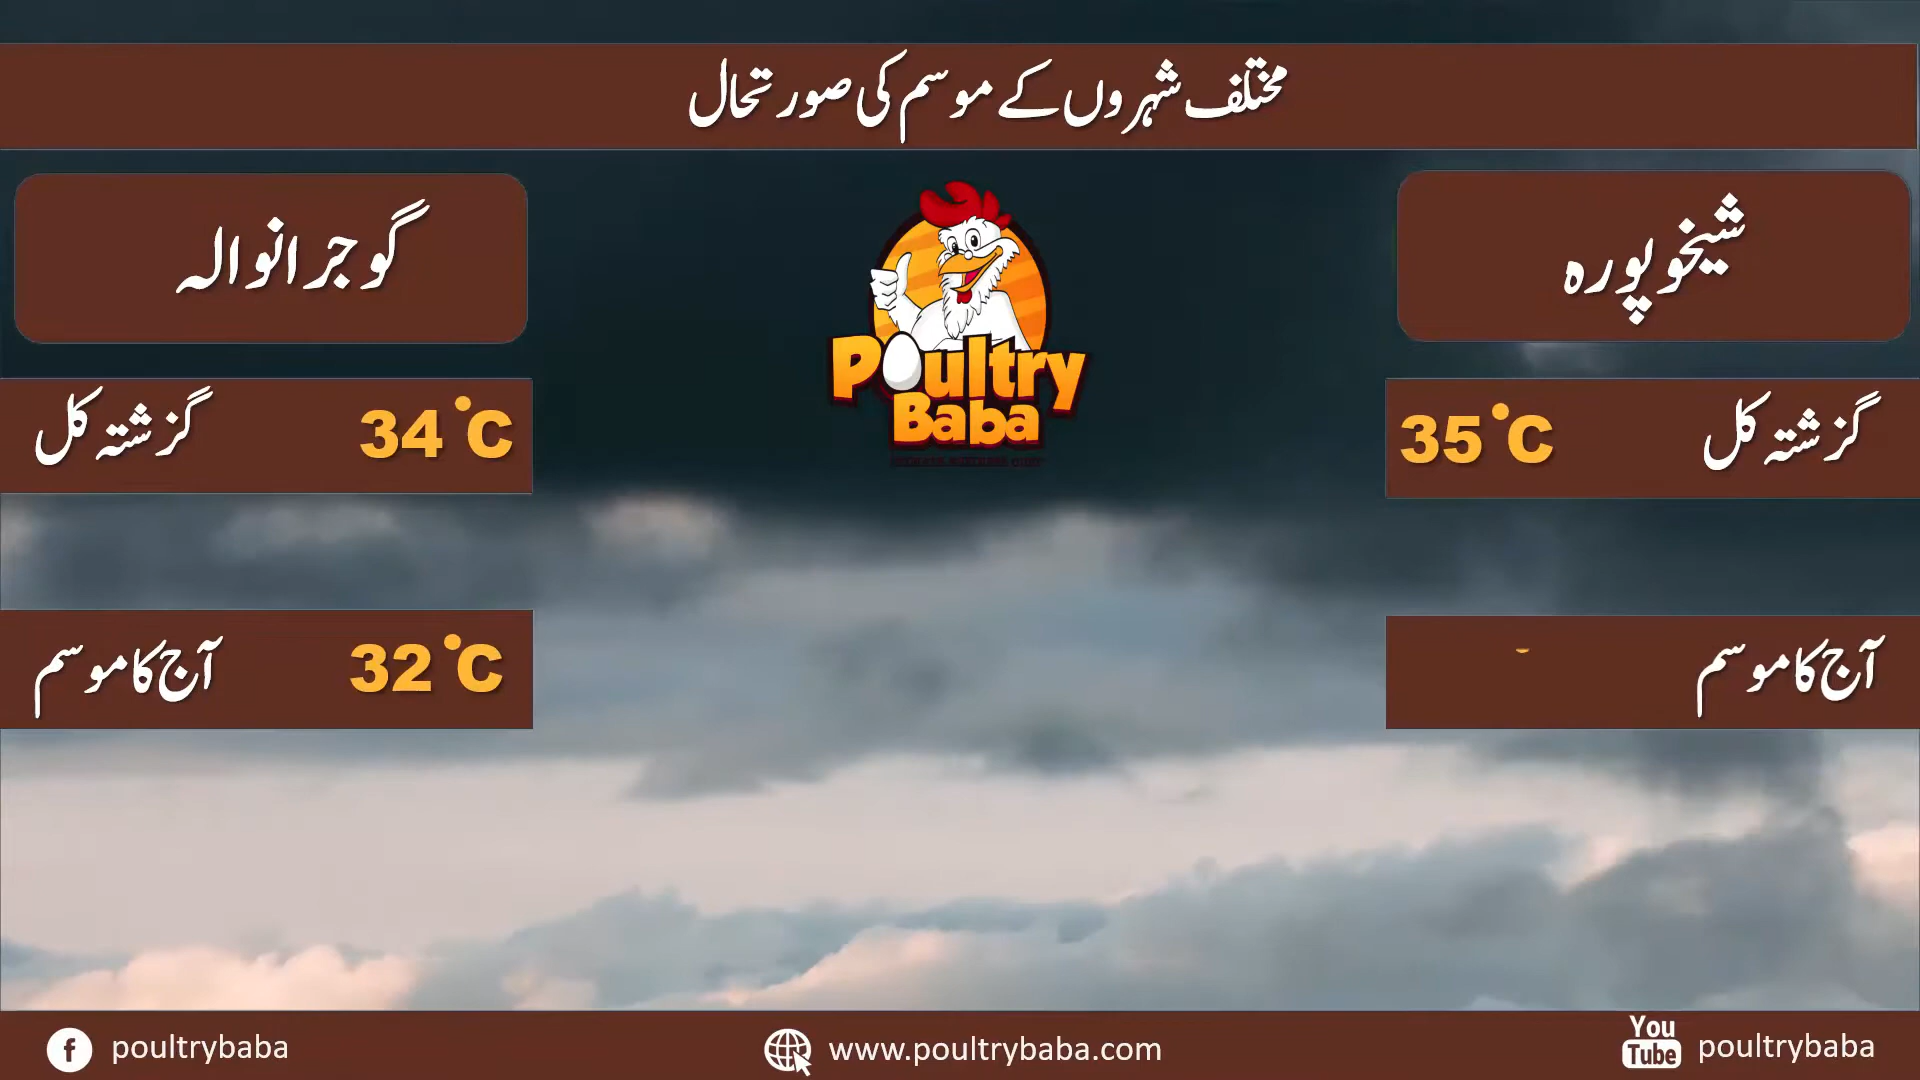 مختلف شہروں کے موسم کی صورتحال
شیخوپورہ
گوجرانوالہ
Poultry
Baba
گزشتہ کل 35°C
گزشتہ کل 34°C
آج کا موسم
آج کا موسم 32°C
poultrybaba
www.poultrybaba.com
You
Tube
poultrybaba